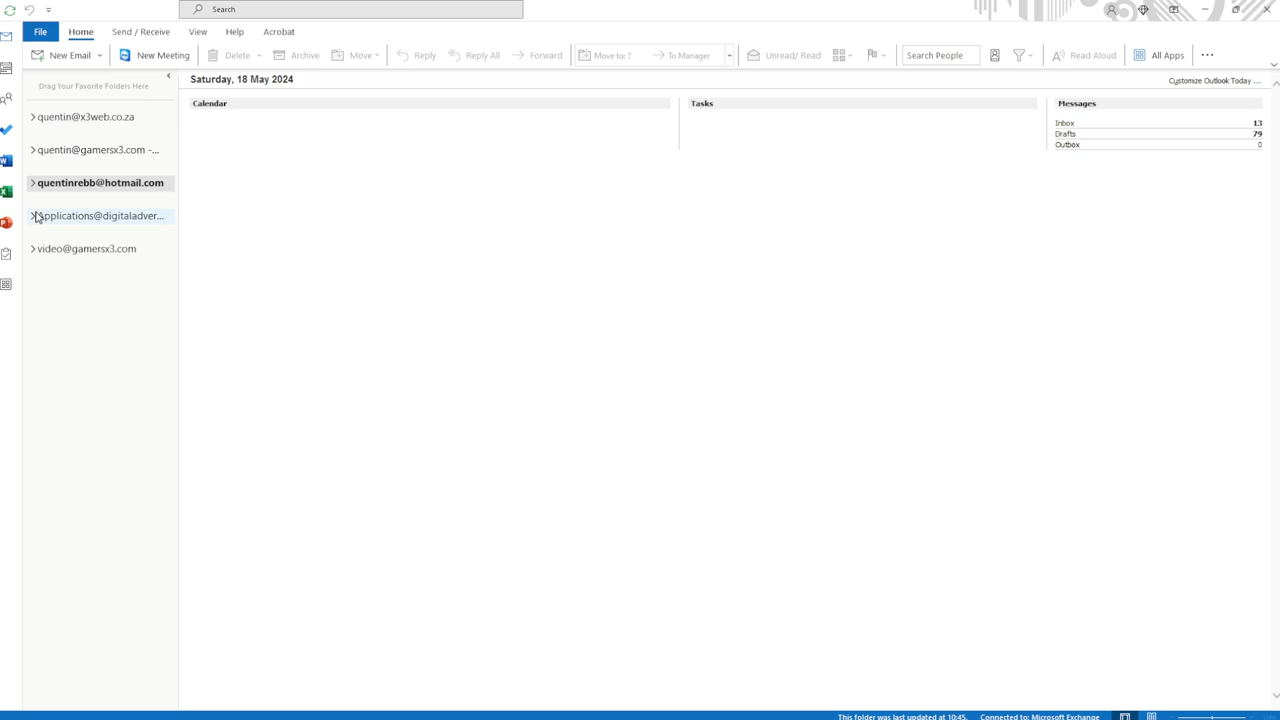 Search
File Home Send / Receive View Help Acrobat
New Email New Meeting Delete Archive Move Reply Reply All Forward Move to: ? To Manager Unread/ Read Search People Read Aloud All Apps
Drag Your Favorite Folders Here
quentin@x3web.co.za
quentin@gamersx3.com -...
quentinrebb@hotmail.com
Applications@digitaladver...
video@gamersx3.com
Saturday, 18 May 2024
Customize Outlook Today ...
Calendar
Tasks
Messages
Inbox 13
Drafts 79
Outbox 0
This folder was last updated at 10:45. Connected to: Microsoft Exchange